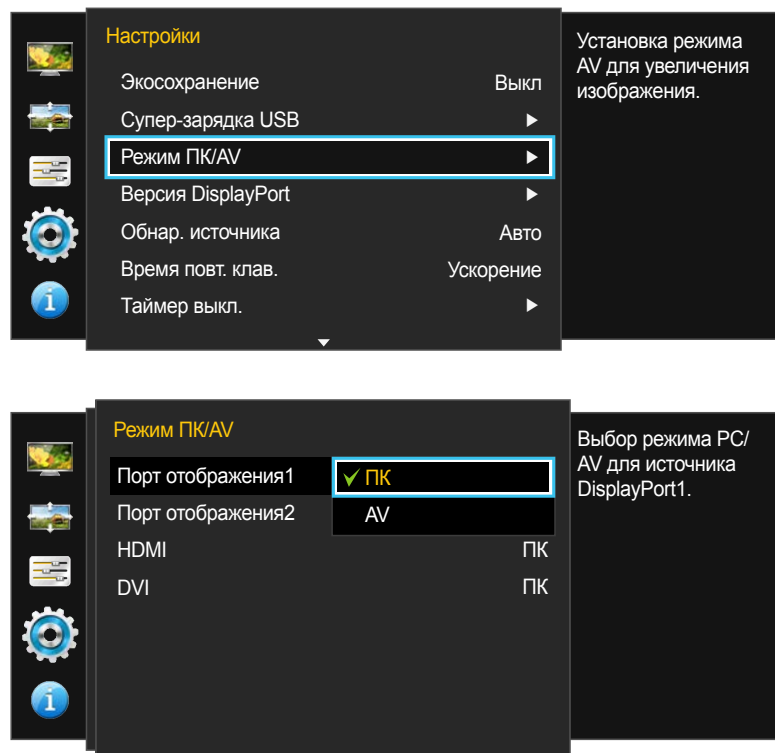 Настройки
Экосохранение Выкл
Супер-зарядка USB
Режим ПК/AV
Версия DisplayPort
Обнар. источника Авто
Время повт. клав. Ускорение
Таймер выкл.
Установка режима
AV для увеличения
изображения.
Режим ПК/AV
Порт отображения1 ПК
Порт отображения2 AV
HDMI ПК
DVI ПК
Выбор режима PC/
AV для источника
DisplayPort1.